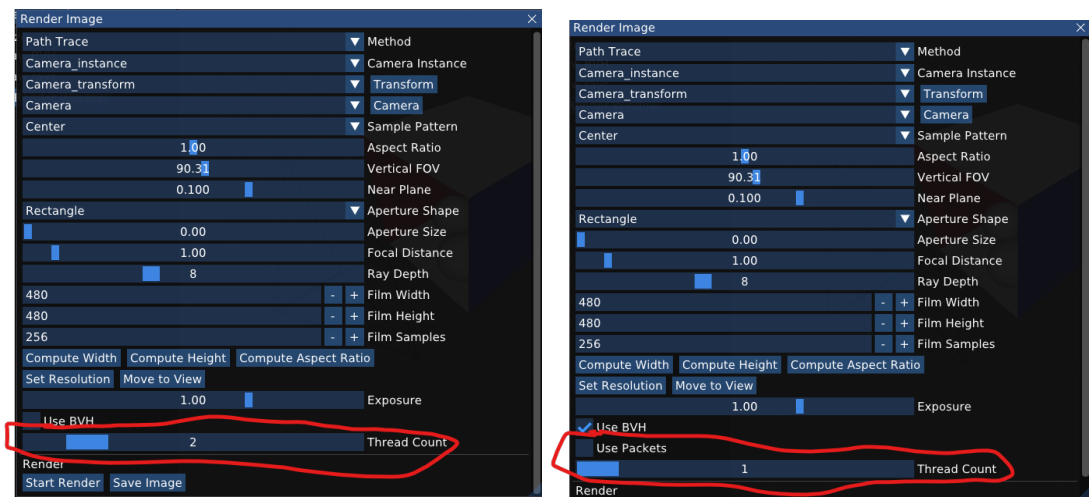 Render Image
Path Trace Method
Camera_instance Camera Instance
Camera_transform Transform
Camera Camera
Center Sample Pattern
1.00 Aspect Ratio
90.31 Vertical FOV
0.100 Near Plane
Rectangle Aperture Shape
0.00 Aperture Size
1.00 Focal Distance
8 Ray Depth
480 - + Film Width
480 - + Film Height
256 - + Film Samples
Compute Width Compute Height Compute Aspect Ratio
Set Resolution Move to View
1.00 Exposure
Use BVH
2 Thread Count
Render
Start Render Save Image
Render Image
Path Trace Method
Camera_instance Camera Instance
Camera_transform Transform
Camera Camera
Center Sample Pattern
1.00 Aspect Ratio
90.31 Vertical FOV
0.100 Near Plane
Rectangle Aperture Shape
0.00 Aperture Size
1.00 Focal Distance
8 Ray Depth
480 - + Film Width
480 - + Film Height
256 - + Film Samples
Compute Width Compute Height Compute Aspect Ratio
Set Resolution Move to View
1.00 Exposure
Use BVH
Use Packets
1 Thread Count
Render